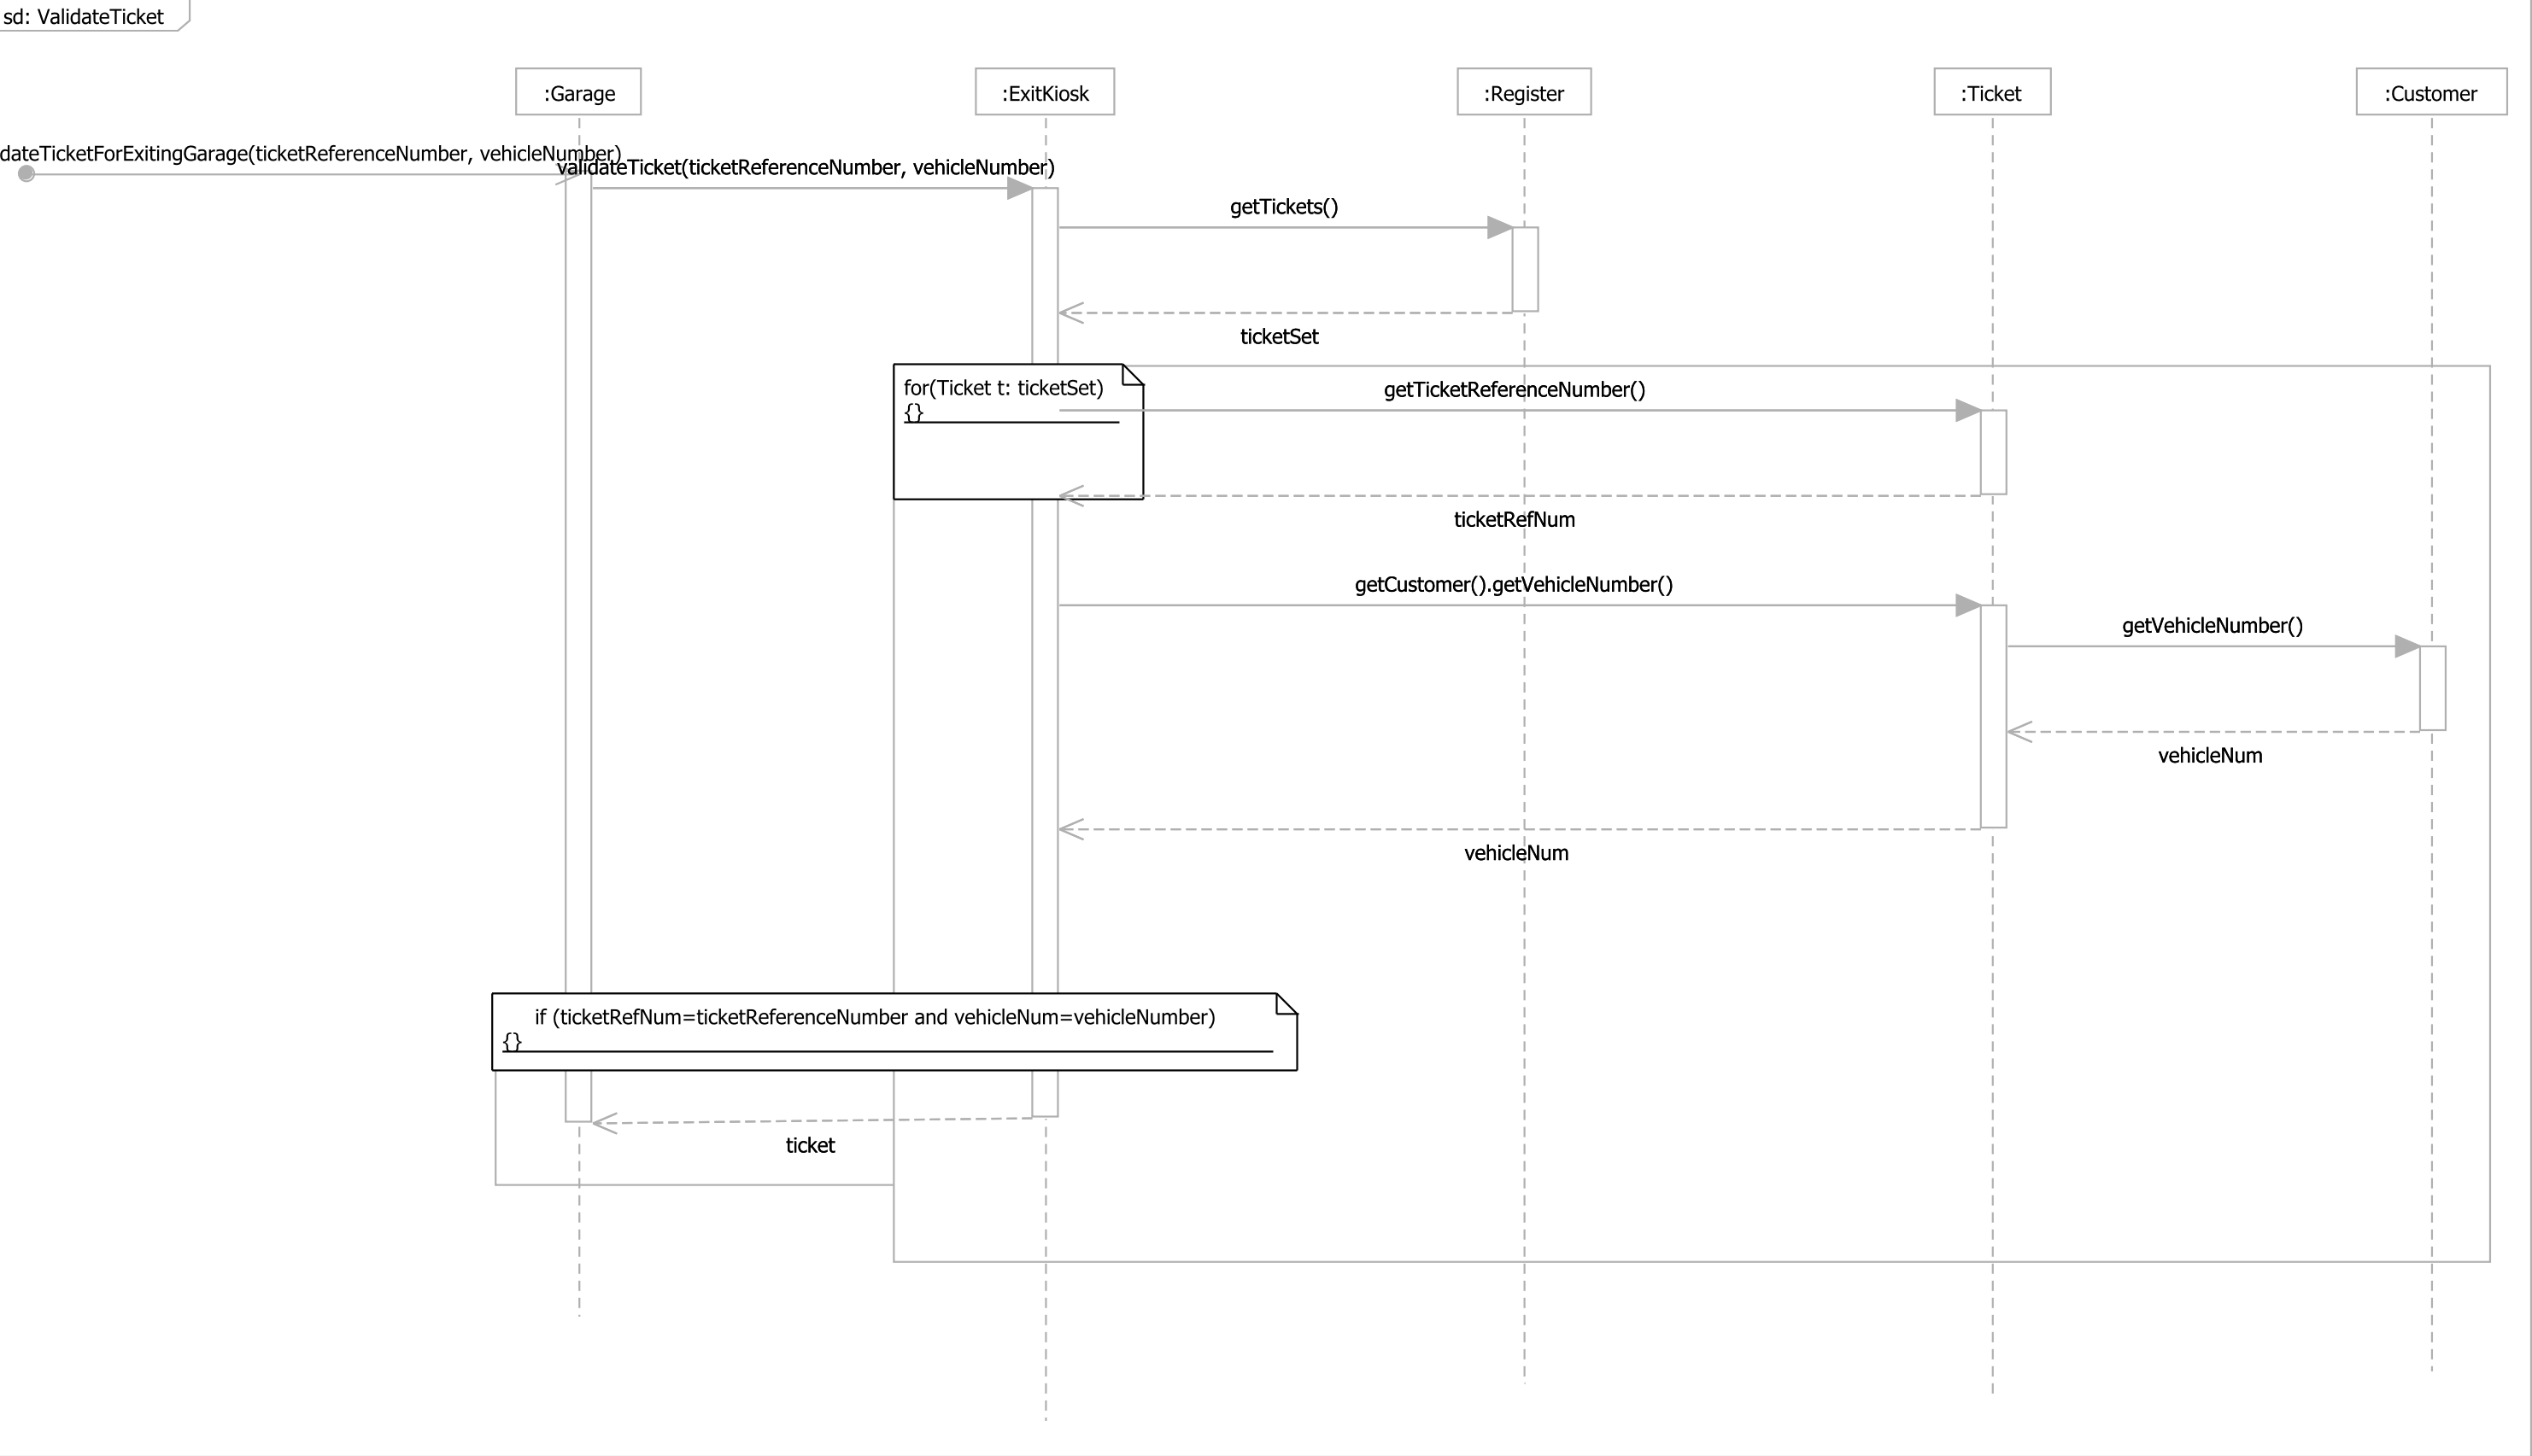 sd: ValidateTicket
:Garage
:ExitKiosk
:Register
:Ticket
:Customer
dateTicketForExitingGarage(ticketReferenceNumber, vehicleNumber)
validateTicket(ticketReferenceNumber, vehicleNumber)
getTickets()
ticketSet
for(Ticket t: ticketSet)
{}
getTicketReferenceNumber()
ticketRefNum
getCustomer().getVehicleNumber()
getVehicleNumber()
vehicleNum
vehicleNum
if (ticketRefNum=ticketReferenceNumber and vehicleNum=vehicleNumber)
{}
ticket